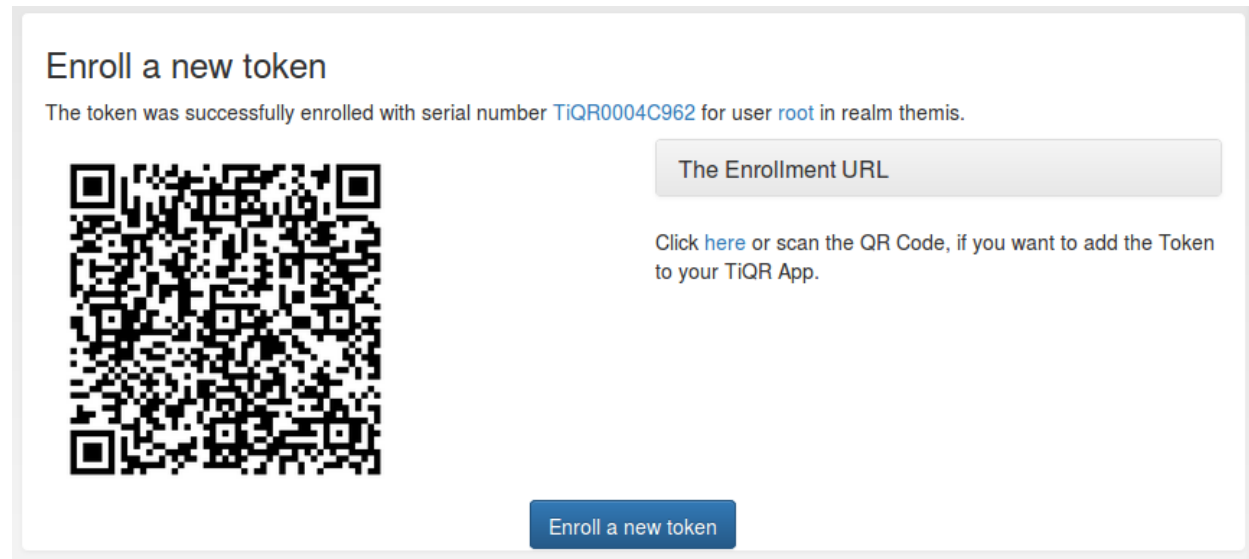 Enroll a new token
The token was successfully enrolled with serial number TiQR0004C962 for user root in realm themis.
The Enrollment URL
Click here or scan the QR Code, if you want to add the Token
to your TiQR App.
Enroll a new token